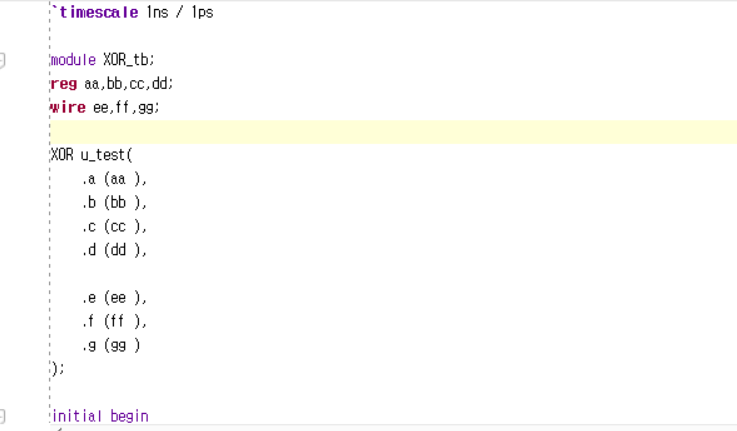 `timescale 1ns / 1ps
module XOR_tb;
reg aa,bb,cc,dd;
wire ee,ff,gg;
XOR u_test(
.a (aa ),
.b (bb ),
.c (cc ),
.d (dd ),
.e (ee ),
.f (ff ),
.g (gg )
);
initial begin